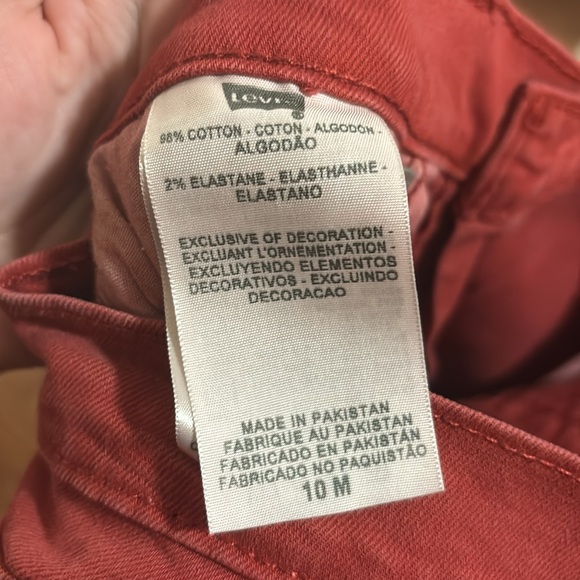 Levi's
®
98% COTTON - COTON - ALGODÓN -
ALGODÃO
2% ELASTANE - ELASTHANNE -
ELASTANO
EXCLUSIVE OF DECORATION -
EXCLUANT L'ORNEMENTATION -
EXCLUYENDO ELEMENTOS
DECORATIVOS - EXCLUINDO
DECORACAO
MADE IN PAKISTAN
FABRIQUE AU PAKISTAN
FABRICADO EN PAKISTÁN
FABRICADO NO PAQUISTÃO
10 M